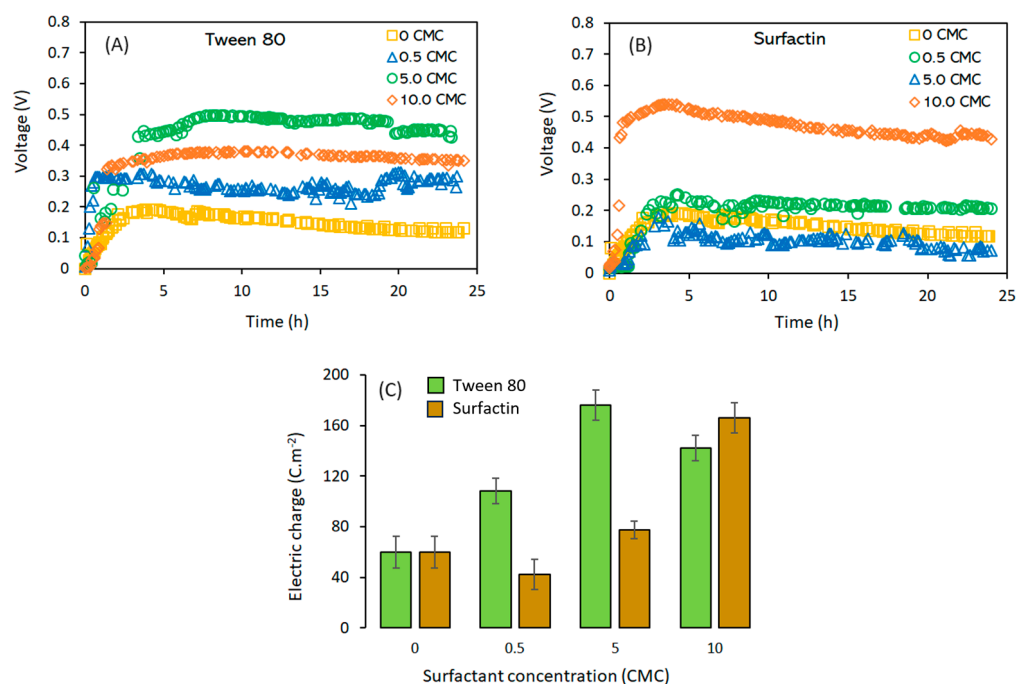 (A)
Tween 80
0 CMC
0.5 CMC
5.0 CMC
10.0 CMC
Voltage (V)
0.8
0.7
0.6
0.5
0.4
0.3
0.2
0.1
0
0 5 10 15 20 25
Time (h)
(B)
Surfactin
0 CMC
0.5 CMC
5.0 CMC
10.0 CMC
Voltage (V)
0.8
0.7
0.6
0.5
0.4
0.3
0.2
0.1
0
0 5 10 15 20 25
Time (h)
(C)
Tween 80
Surfactin
Electric charge (C.m⁻²)
200
160
120
80
40
0
0 0.5 5 10
Surfactant concentration (CMC)